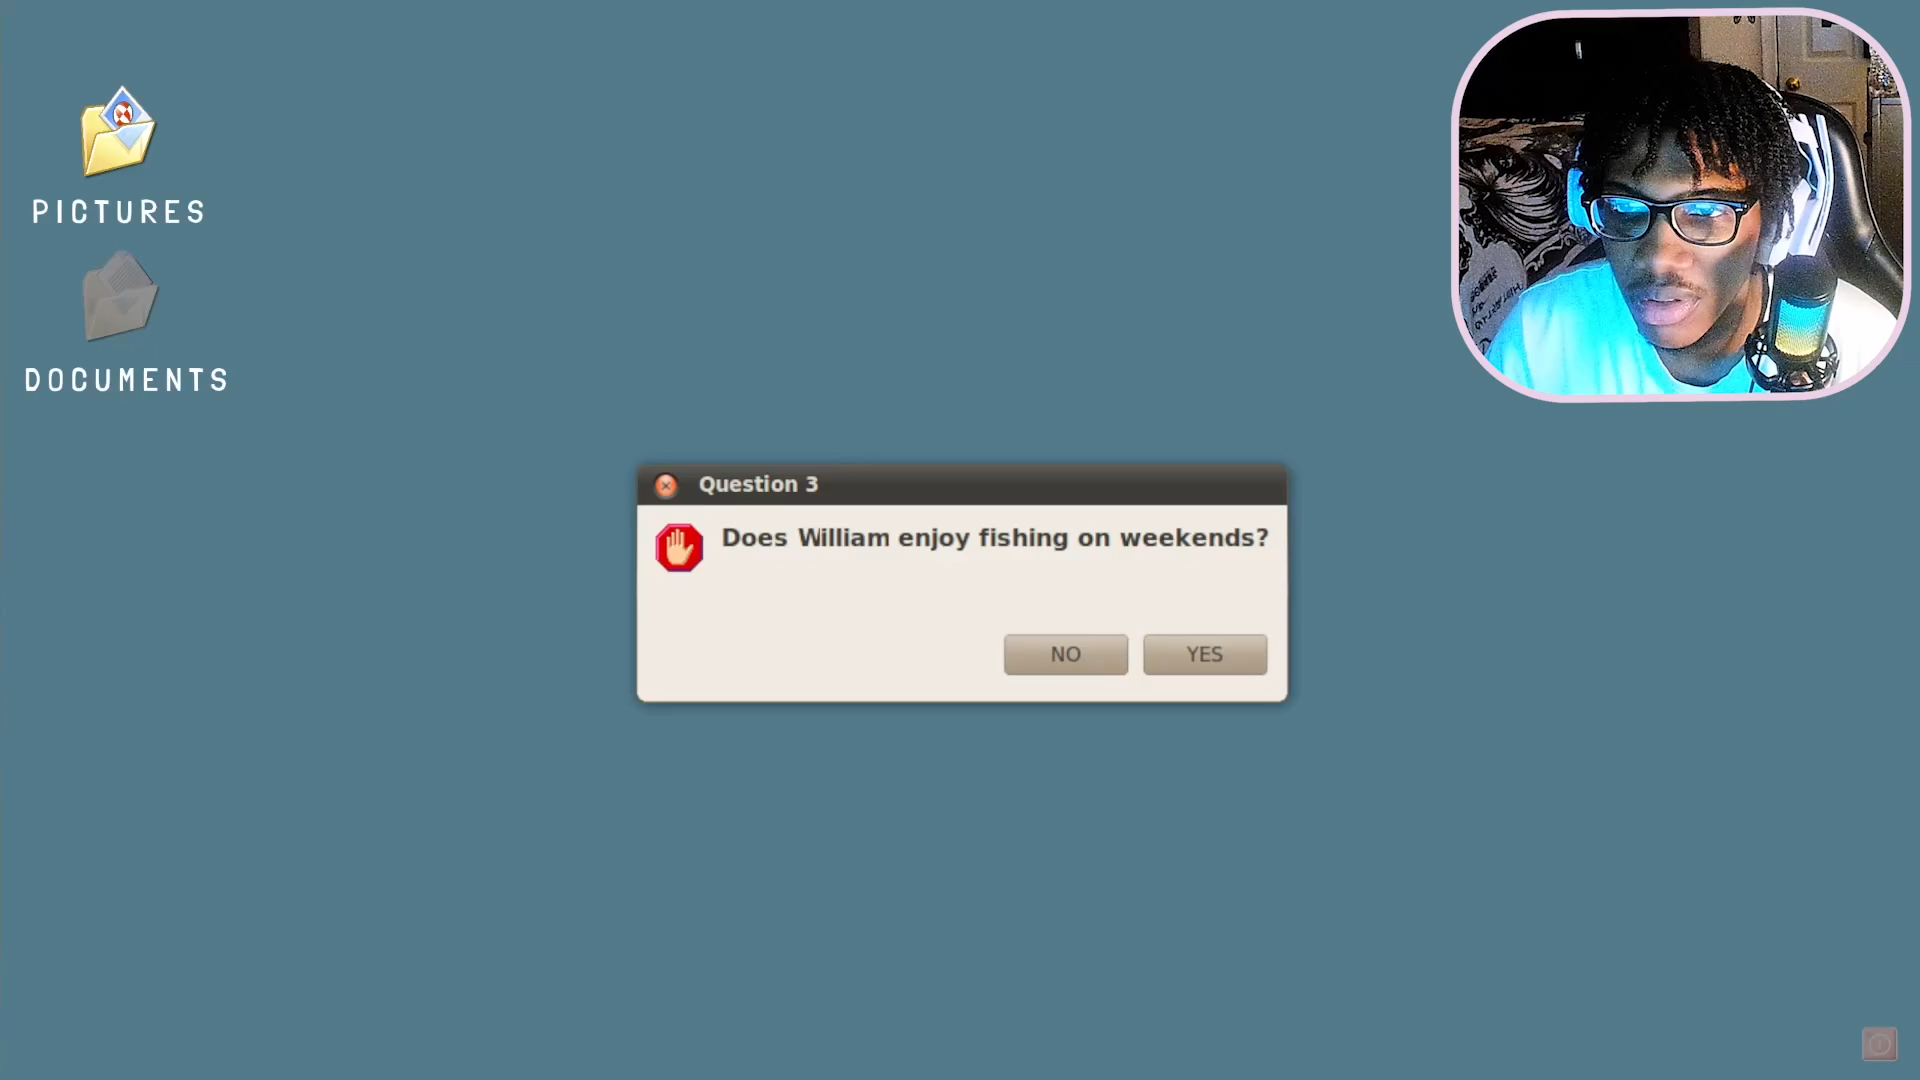 PICTURES
DOCUMENTS
Question 3
Does William enjoy fishing on weekends?
NO
YES